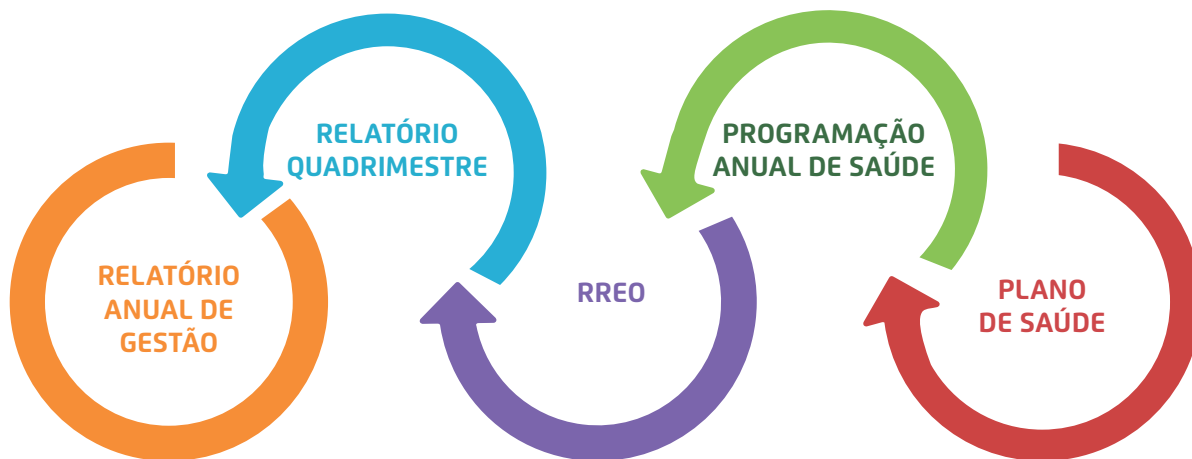 RELATÓRIO
ANUAL DE
GESTÃO
RELATÓRIO
QUADRIMESTRE
RREO
PROGRAMAÇÃO
ANUAL DE SAÚDE
PLANO
DE SAÚDE